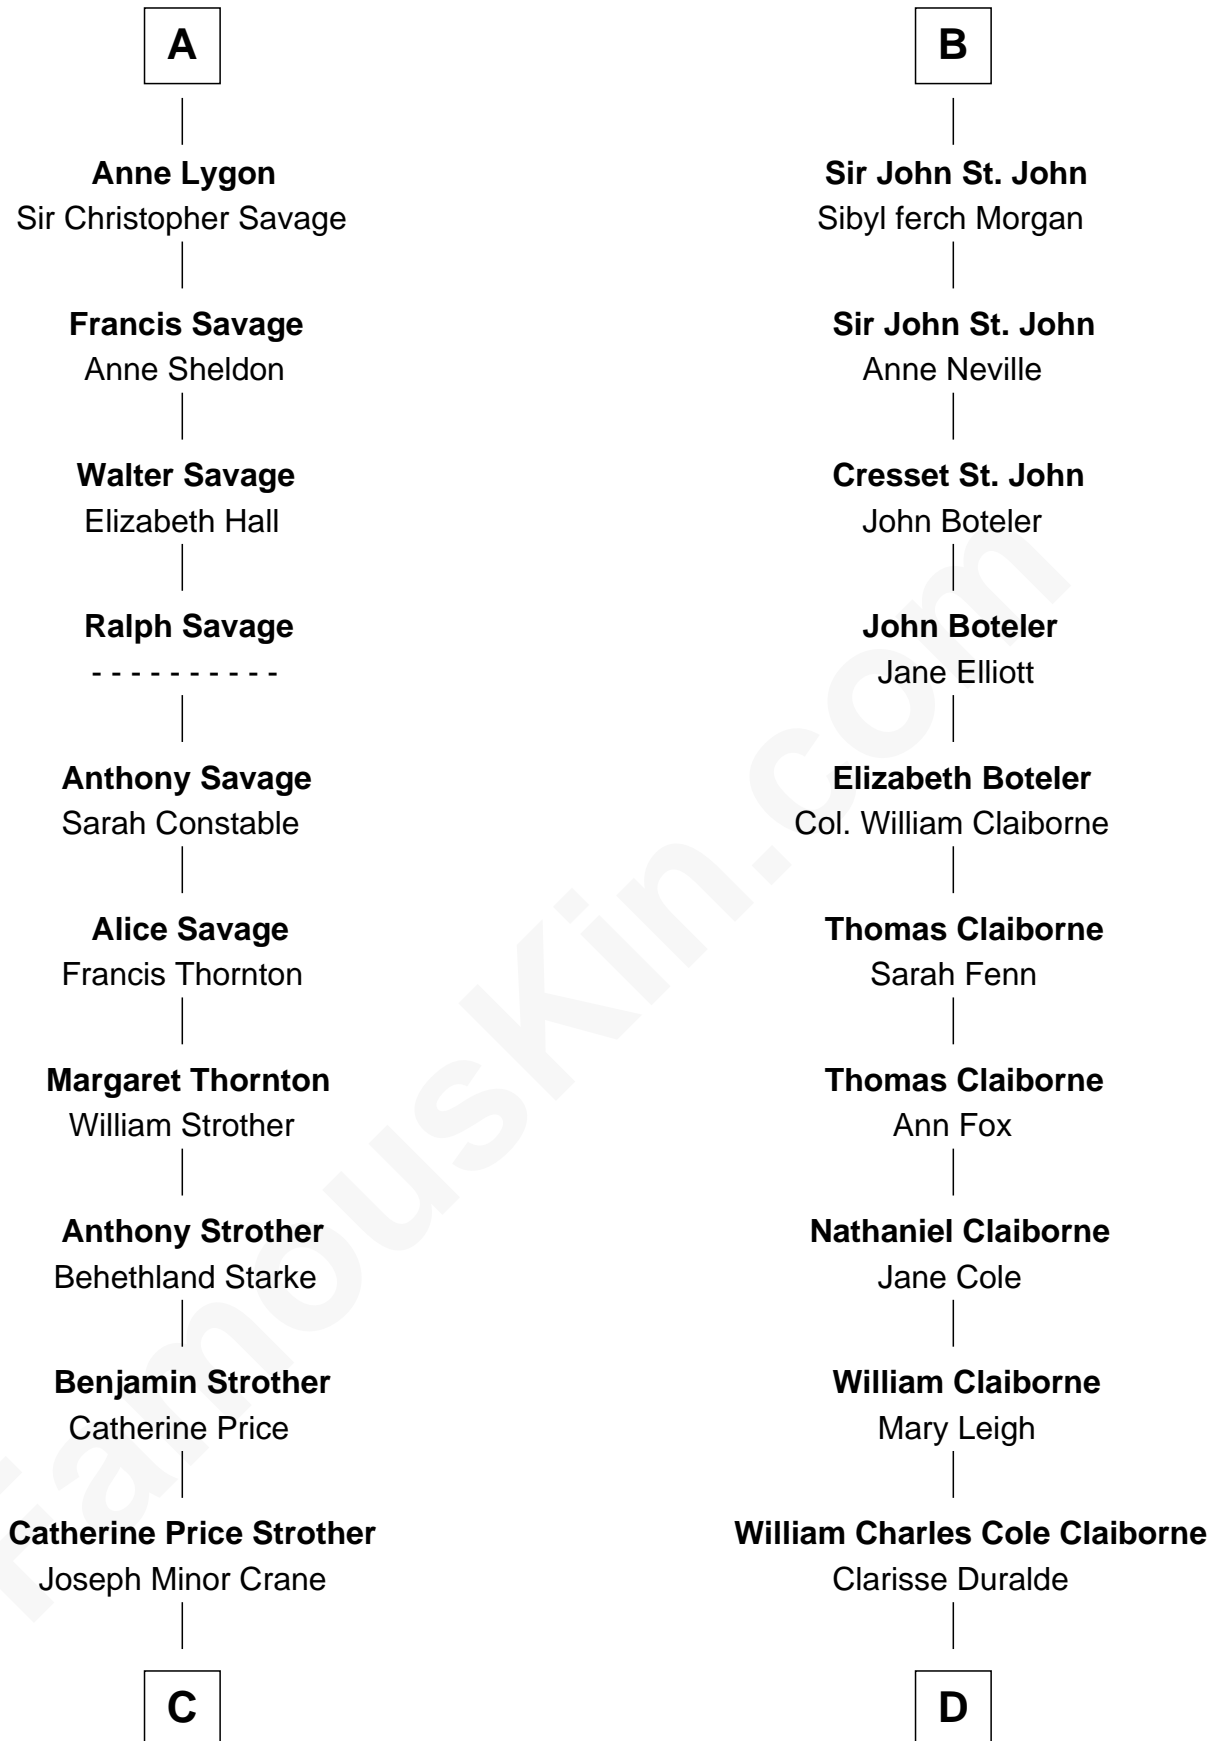 A
Anne Lygon
Sir Christopher Savage
Francis Savage
Anne Sheldon
Walter Savage
Elizabeth Hall
Ralph Savage
- - - - - - - - - -
Anthony Savage
Sarah Constable
Alice Savage
Francis Thornton
Margaret Thornton
William Strother
Anthony Strother
Behethland Starke
Benjamin Strother
Catherine Price
Catherine Price Strother
Joseph Minor Crane
C
B
Sir John St. John
Sibyl ferch Morgan
Sir John St. John
Anne Neville
Cresset St. John
John Boteler
John Boteler
Jane Elliott
Elizabeth Boteler
Col. William Claiborne
Thomas Claiborne
Sarah Fenn
Thomas Claiborne
Ann Fox
Nathaniel Claiborne
Jane Cole
William Claiborne
Mary Leigh
William Charles Cole Claiborne
Clarisse Duralde
D
FamousKin.com